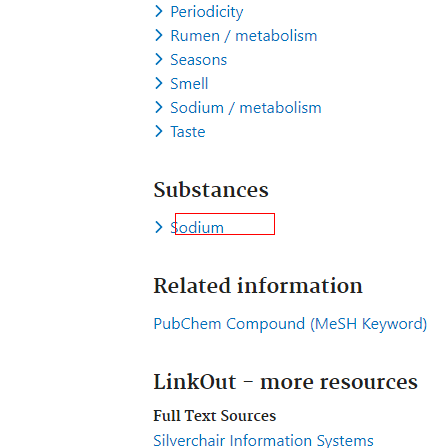 Periodicity
Rumen / metabolism
Seasons
Smell
Sodium / metabolism
Taste
Substances
Sodium
Related information
PubChem Compound (MeSH Keyword)
LinkOut - more resources
Full Text Sources
Silverchair Information Systems